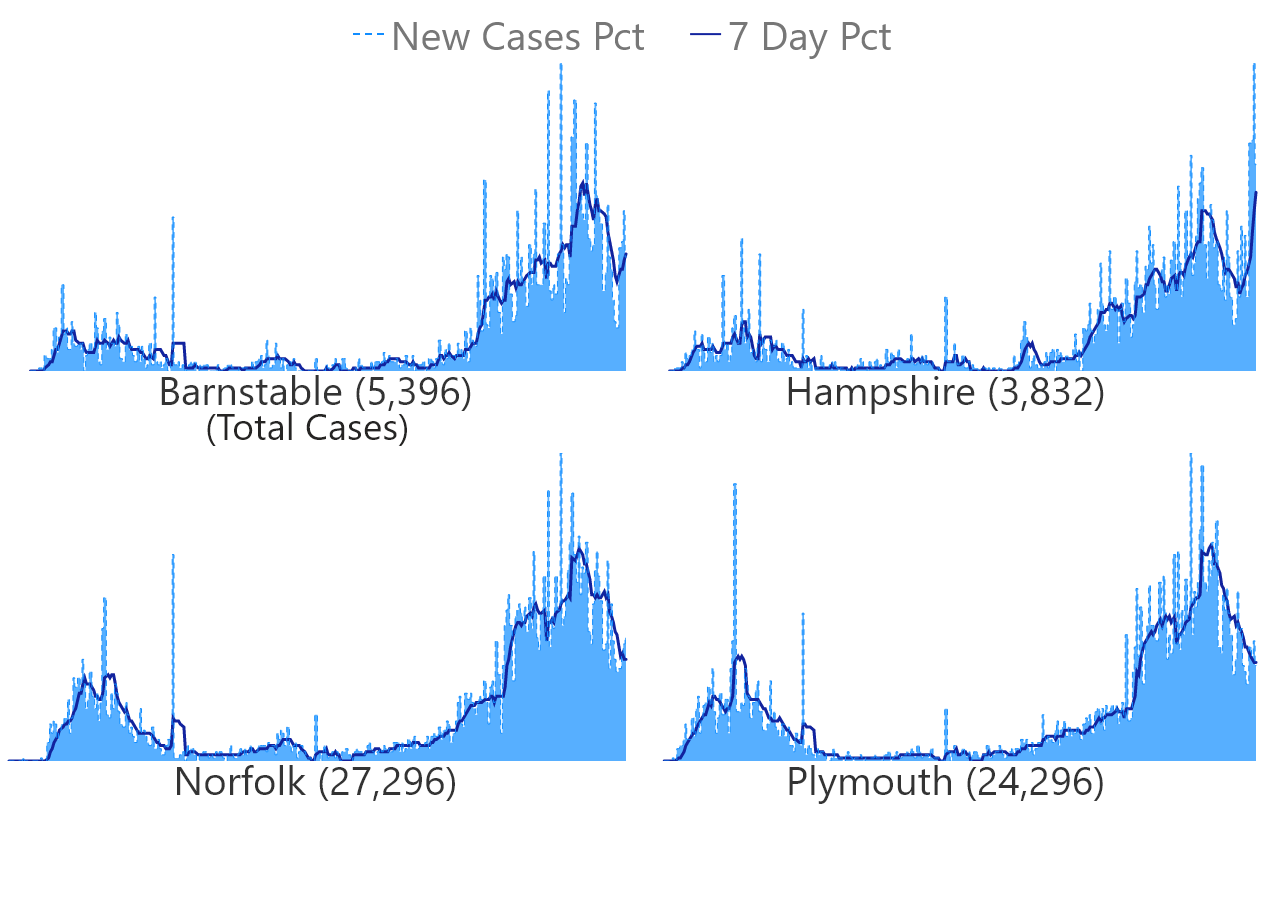 New Cases Pct 7 Day Pct
Barnstable (5,396) Hampshire (3,832)
(Total Cases)
Norfolk (27,296) Plymouth (24,296)